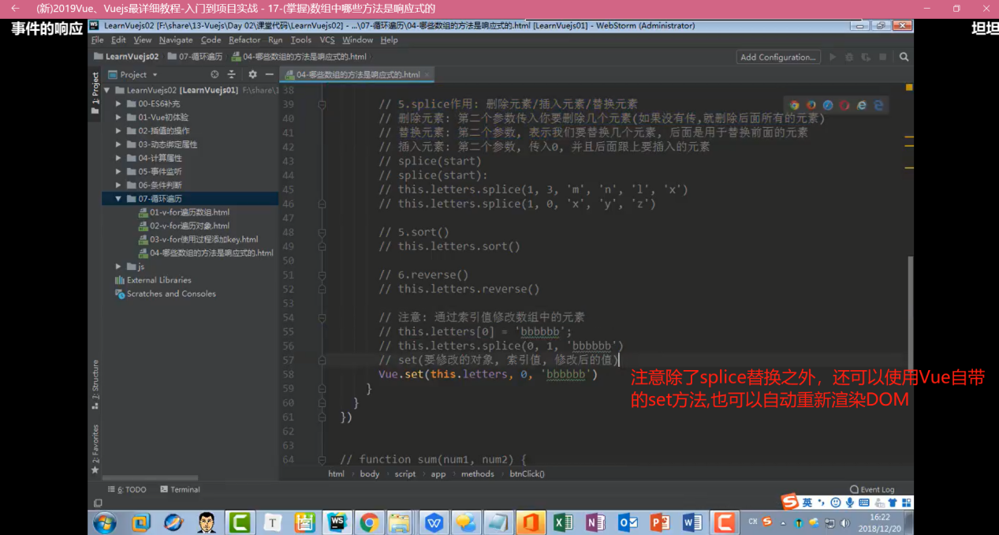 (新)2019Vue、Vuejs最详细教程-入门到项目实战 - 17-(掌握)数组中哪些方法是响应式的
事件的响应
坦坦
LearnVuejs02 [F:\share\13-Vuejs\Day 02\课堂代码\LearnVuejs02] - ...\07-循环遍历\04-哪些数组的方法是响应式的.html [LearnVuejs01] - WebStorm (Administrator)
File Edit View Navigate Code Refactor Run Tools VCS Window Help
LearnVuejs02 07-循环遍历 04-哪些数组的方法是响应式的.html
Add Configuration...
1: Project
Project
04-哪些数组的方法是响应式的.html
LearnVuejs02 [LearnVuejs01] F:\share\1
00-ES6补充
01-Vue初体验
02-插值的操作
03-动态绑定属性
04-计算属性
05-事件监听
06-条件判断
07-循环遍历
01-v-for遍历数组.html
02-v-for遍历对象.html
03-v-for使用过程添加key.html
04-哪些数组的方法是响应式的.html
js
External Libraries
Scratches and Consoles
1: Structure
2: Favorites
38
39 // 5.splice作用: 删除元素/插入元素/替换元素
40 // 删除元素: 第二个参数传入你要删除几个元素(如果没有传,就删除后面所有的元素)
41 // 替换元素: 第二个参数, 表示我们要替换几个元素, 后面是用于替换前面的元素
42 // 插入元素: 第二个参数, 传入0, 并且后面跟上要插入的元素
43 // splice(start)
44 // splice(start):
45 // this.letters.splice(1, 3, 'm', 'n', 'l', 'x')
46 // this.letters.splice(1, 0, 'x', 'y', 'z')
47
48 // 5.sort()
49 // this.letters.sort()
50
51 // 6.reverse()
52 // this.letters.reverse()
53
54 // 注意: 通过索引值修改数组中的元素
55 // this.letters[0] = 'bbbbbb';
56 // this.letters.splice(0, 1, 'bbbbbb')
57 // set(要修改的对象, 索引值, 修改后的值)
58 Vue.set(this.letters, 0, 'bbbbbb')
59 }
60 }
61 })
62
63
64 // function sum(num1, num2) {
注意除了splice替换之外，还可以使用Vue自带
的set方法,也可以自动重新渲染DOM
html body script app methods btnClick()
6: TODO Terminal
Event Log
英
CH
16:22
2018/12/20